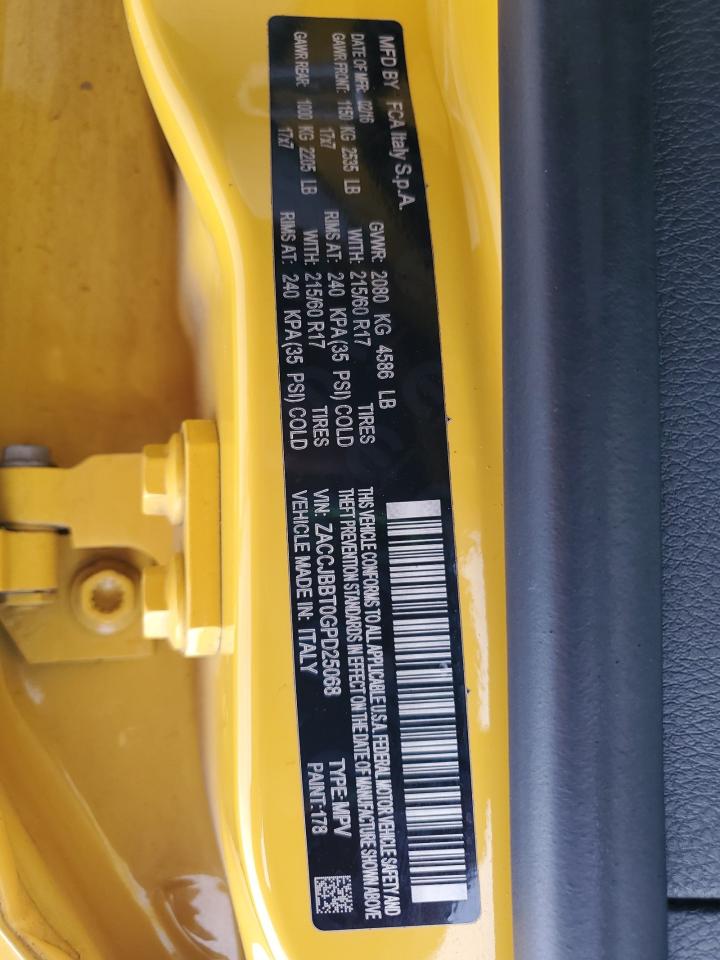 MFD BY FCA Italy S.p.A.
DATE OF MFR: 02/16 GVWR: 2080 KG 4586 LB
GAWR FRONT: 1150 KG 2535 LB WITH: 215/60 R17 TIRES
17x7 RIMS AT: 240 KPA(35 PSI) COLD
GAWR REAR: 1000 KG 2205 LB WITH: 215/60 R17 TIRES
17x7 RIMS AT: 240 KPA(35 PSI) COLD
THIS VEHICLE CONFORMS TO ALL APPLICABLE U.S.A. FEDERAL MOTOR VEHICLE SAFETY AND
THEFT PREVENTION STANDARDS IN EFFECT ON THE DATE OF MANUFACTURE SHOWN ABOVE
VIN: ZACCJBBT0GPD25068 TYPE: MPV
VEHICLE MADE IN: ITALY PAINT:178